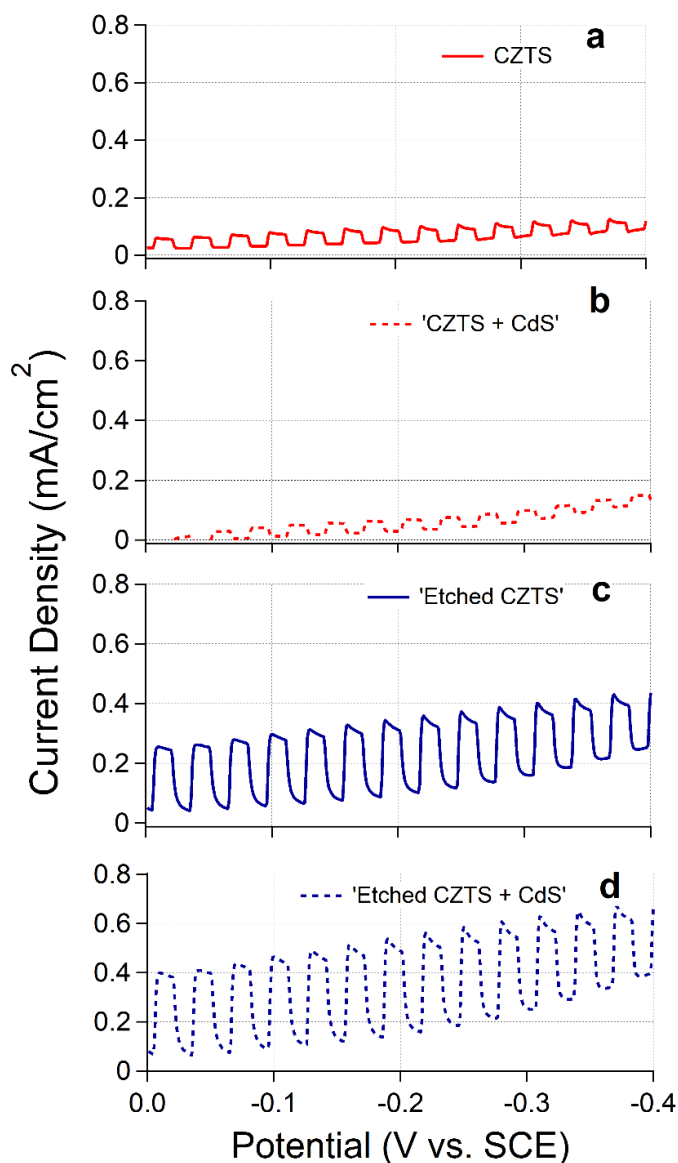 Current Density (mA/cm²)
0.8
0.6
0.4
0.2
0
a
CZTS
0.8
0.6
0.4
0.2
0
b
'CZTS + CdS'
0.8
0.6
0.4
0.2
0
c
'Etched CZTS'
0.8
0.6
0.4
0.2
0
d
'Etched CZTS + CdS'
0.0 -0.1 -0.2 -0.3 -0.4
Potential (V vs. SCE)